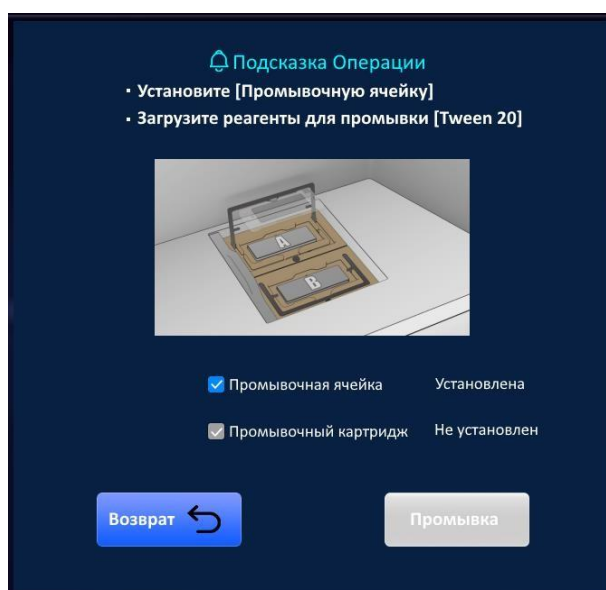 Подсказка Операции
· Установите [Промывочную ячейку]
· Загрузите реагенты для промывки [Tween 20]
A
B
Промывочная ячейка Установлена
Промывочный картридж Не установлен
Возврат Промывка